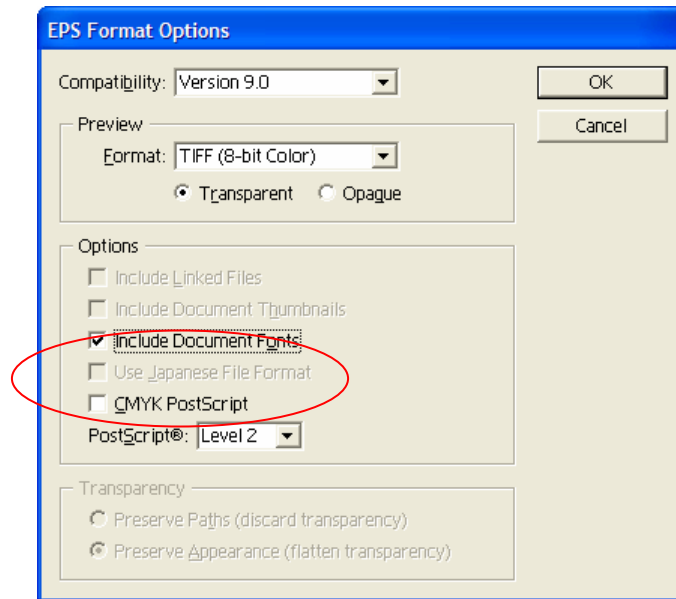 EPS Format Options
Compatibility: Version 9.0
OK
Cancel
Preview
Format: TIFF (8-bit Color)
Transparent Opaque
Options
Include Linked Files
Include Document Thumbnails
Include Document Fonts
Use Japanese File Format
CMYK PostScript
PostScript®: Level 2
Transparency
Preserve Paths (discard transparency)
Preserve Appearance (flatten transparency)